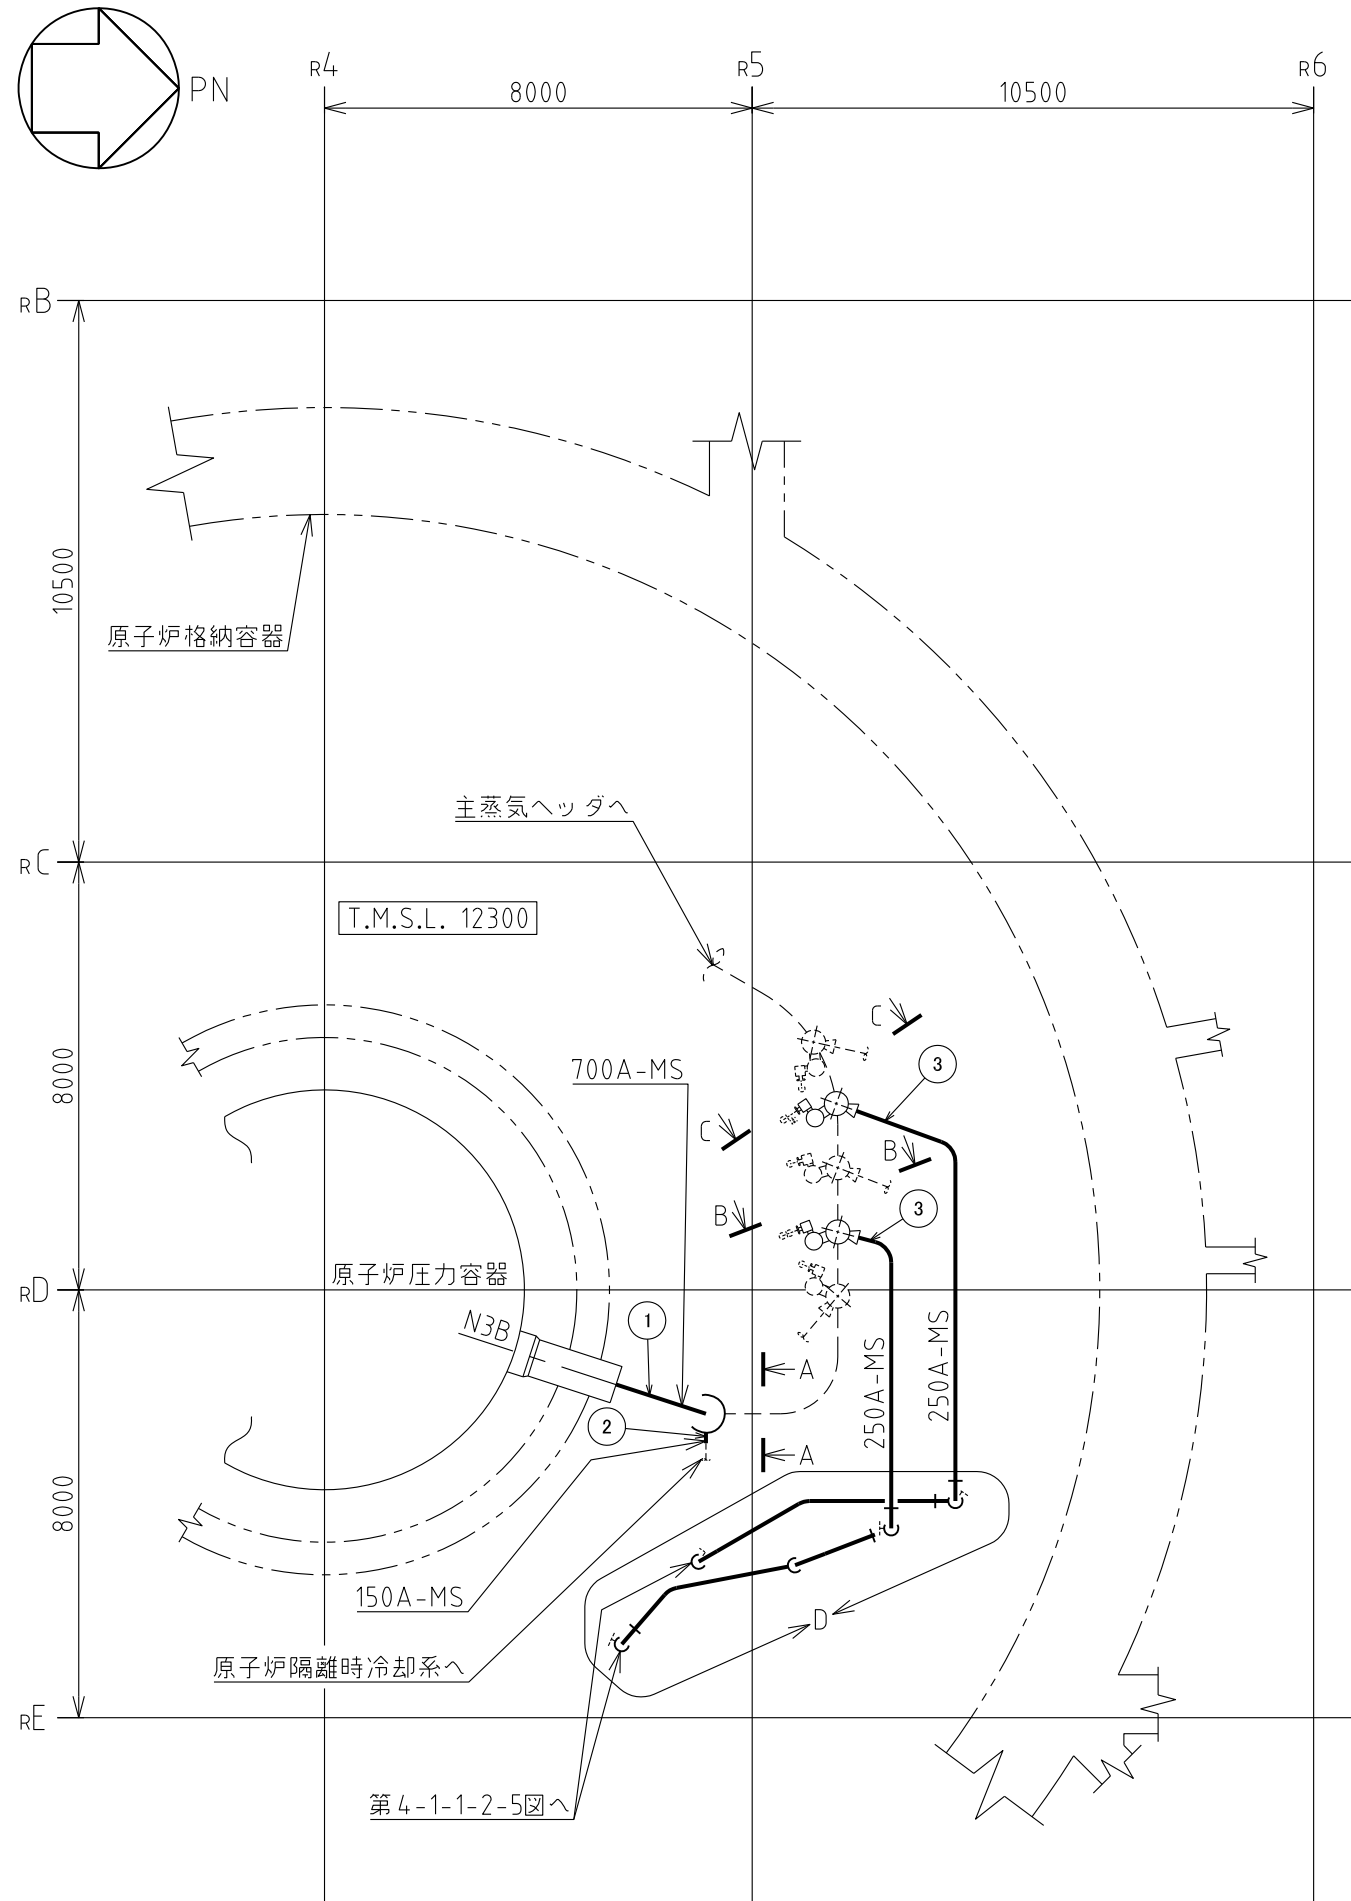 PN
R4
R5
R6
8000
10500
RB
10500
原子炉格納容器
主蒸気ヘッダへ
RC
T.M.S.L. 12300
C
3
700A-MS
8000
C
B
3
B
原子炉圧力容器
RD
N3B
1
A
250A-MS
250A-MS
2
A
8000
150A-MS
D
原子炉隔離時冷却系へ
RE
第4-1-1-2-5図へ